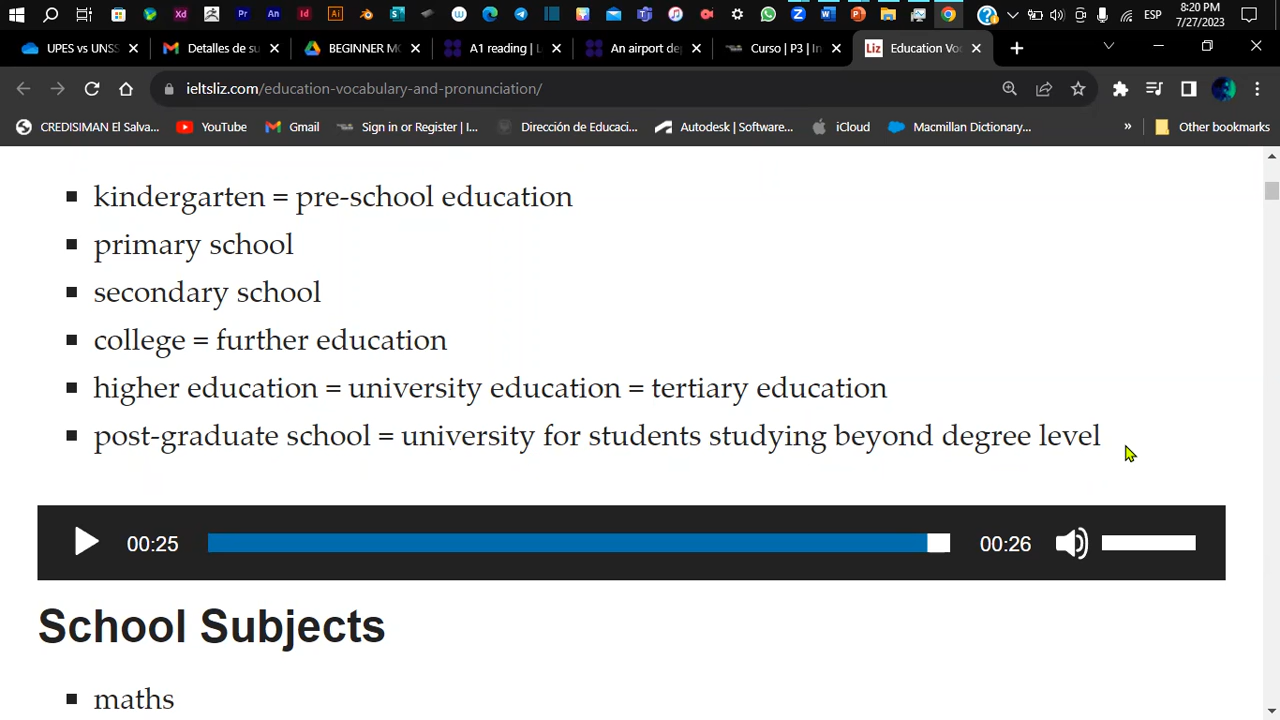 8:20 PM
ESP
7/27/2023
UPES vs UNSS
Detalles de su
BEGINNER MO
A1 reading | L
An airport dep
Curso | P3 | In
Liz
Education Voc
ieltsliz.com/education-vocabulary-and-pronunciation/
CREDISIMAN El Salva...
YouTube
Gmail
Sign in or Register | I...
Dirección de Educaci...
Autodesk | Software...
iCloud
Macmillan Dictionary...
»
Other bookmarks
▪ kindergarten = pre-school education
▪ primary school
▪ secondary school
▪ college = further education
▪ higher education = university education = tertiary education
▪ post-graduate school = university for students studying beyond degree level
00:25
00:26
School Subjects
▪ maths